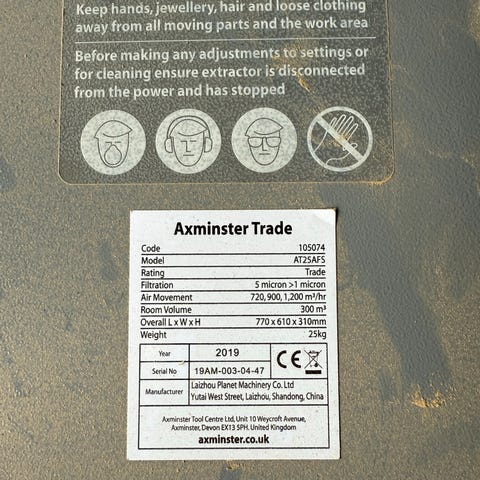 Keep hands, jewellery, hair and loose clothing
away from all moving parts and the work area
Before making any adjustments to settings or
for cleaning ensure extractor is disconnected
from the power and has stopped
Axminster Trade
Code 105074
Model AT25AFS
Rating Trade
Filtration 5 micron >1 micron
Air Movement 720, 900, 1,200 m³/hr
Room Volume 300 m³
Overall L x W x H 770 x 610 x 310mm
Weight 25kg
Year 2019
CE
Serial No 19AM-003-04-47
Manufacturer Laizhou Planet Machinery Co. Ltd
Yutai West Street, Laizhou, Shandong, China
Axminster Tool Centre Ltd, Unit 10 Weycroft Avenue,
Axminster, Devon EX13 5PH. United Kingdom
axminster.co.uk